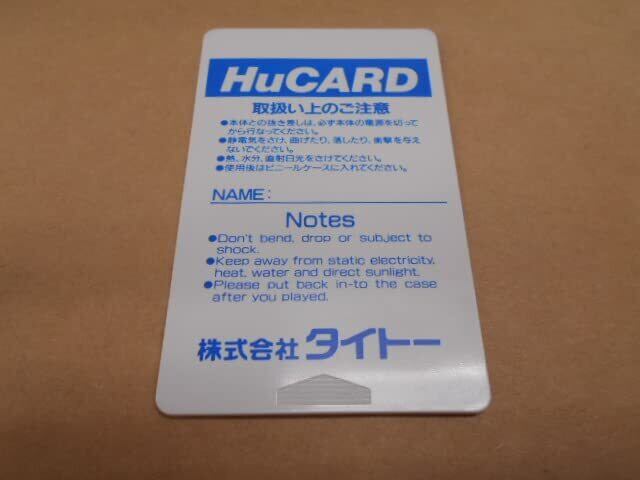 HuCARD
取扱い上のご注意
●本体との抜き差しは、必ず本体の電源を切って
から行なってください。
●静電気をさけ、曲げたり、落したり、衝撃を与え
ないでください。
●熱、水分、直射日光をさけてください。
●使用後はビニールケースに入れてください。
NAME:
Notes
●Don't bend, drop or subject to
shock.
●Keep away from static electricity,
heat, water and direct sunlight.
●Please put back in-to the case
after you played.
株式会社 タイトー